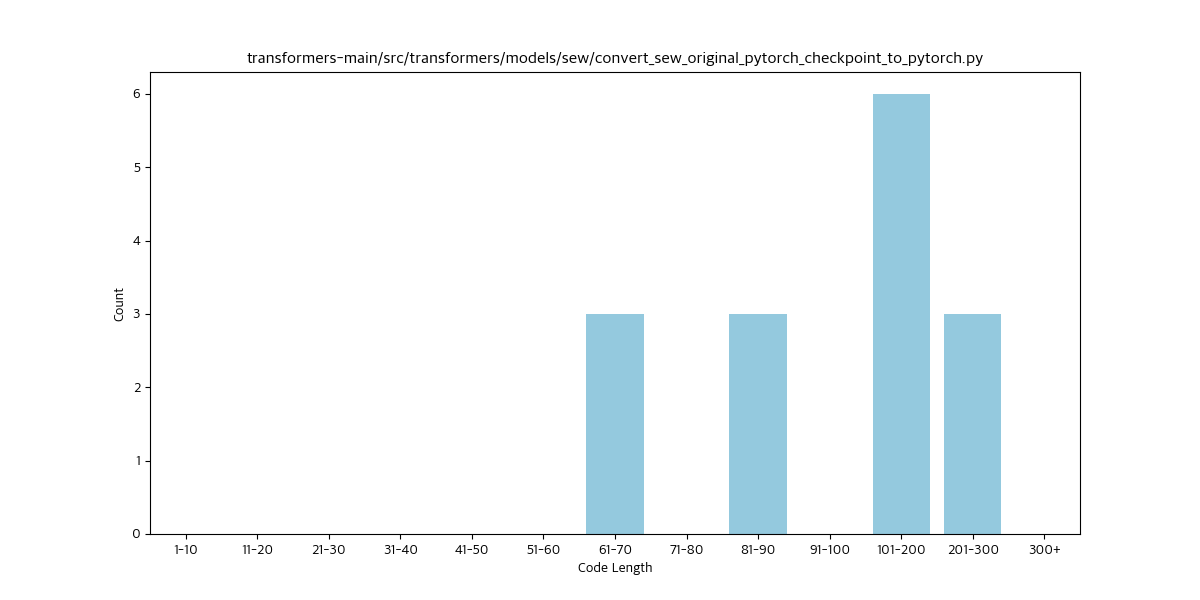 transformers-main/src/transformers/models/sew/convert_sew_original_pytorch_checkpoint_to_pytorch.py
6
5
4
3
2
1
0
Count
1-10 11-20 21-30 31-40 41-50 51-60 61-70 71-80 81-90 91-100 101-200 201-300 300+
Code Length